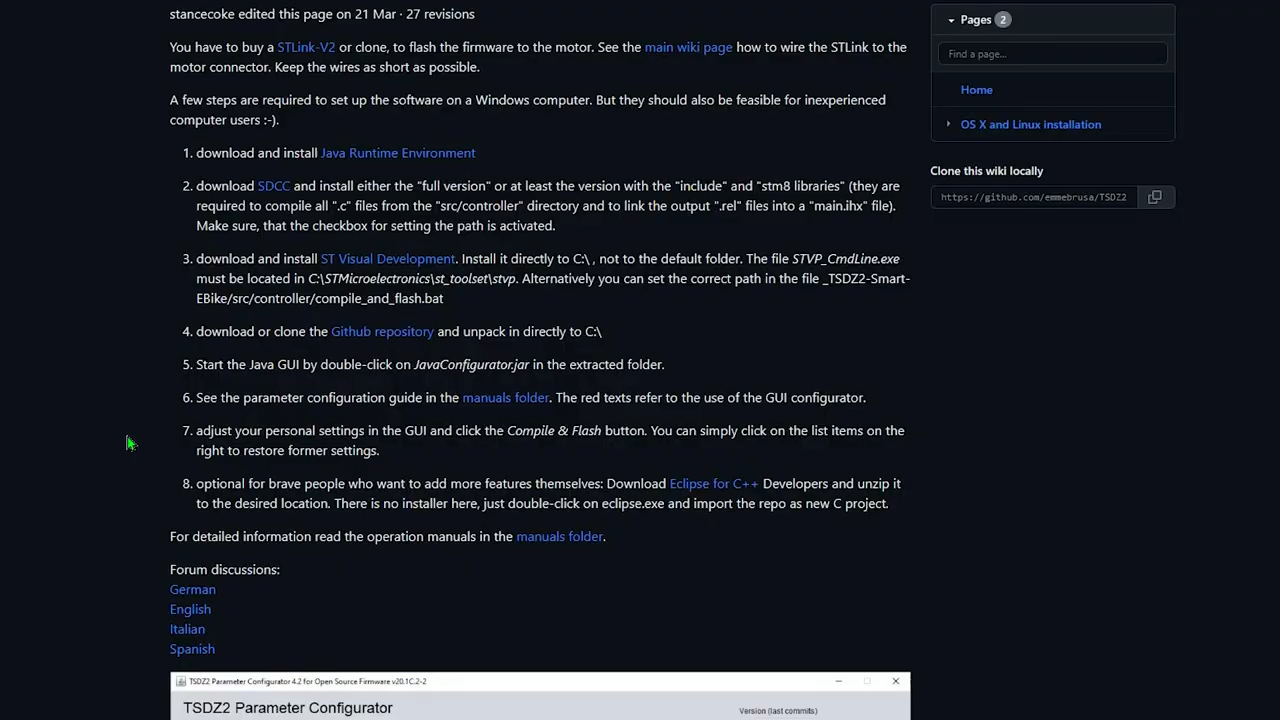 stancecoke edited this page on 21 Mar · 27 revisions
You have to buy a STLink-V2 or clone, to flash the firmware to the motor. See the main wiki page how to wire the STLink to the
motor connector. Keep the wires as short as possible.
A few steps are required to set up the software on a Windows computer. But they should also be feasible for inexperienced
computer users :-).
1. download and install Java Runtime Environment
2. download SDCC and install either the "full version" or at least the version with the "include" and "stm8 libraries" (they are
required to compile all ".c" files from the "src/controller" directory and to link the output ".rel" files into a "main.ihx" file).
Make sure, that the checkbox for setting the path is activated.
3. download and install ST Visual Development. Install it directly to C:\ , not to the default folder. The file STVP_CmdLine.exe
must be located in C:\STMicroelectronics\st_toolset\stvp. Alternatively you can set the correct path in the file _TSDZ2-Smart-
EBike/src/controller/compile_and_flash.bat
4. download or clone the Github repository and unpack in directly to C:\
5. Start the Java GUI by double-click on JavaConfigurator.jar in the extracted folder.
6. See the parameter configuration guide in the manuals folder. The red texts refer to the use of the GUI configurator.
7. adjust your personal settings in the GUI and click the Compile & Flash button. You can simply click on the list items on the
right to restore former settings.
8. optional for brave people who want to add more features themselves: Download Eclipse for C++ Developers and unzip it
to the desired location. There is no installer here, just double-click on eclipse.exe and import the repo as new C project.
For detailed information read the operation manuals in the manuals folder.
Forum discussions:
German
English
Italian
Spanish
TSDZ2 Parameter Configurator 4.2 for Open Source Firmware v20.1C.2-2
TSDZ2 Parameter Configurator
Version (last commits)
Pages 2
Find a page...
Home
OS X and Linux installation
Clone this wiki locally
https://github.com/emmebrusa/TSDZ2